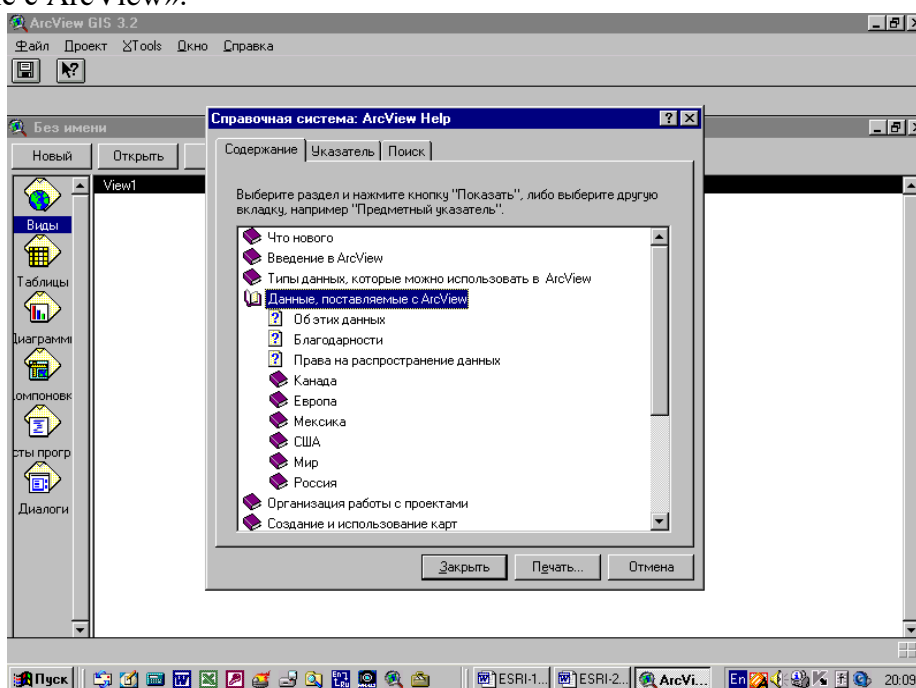 с ArcView».
ArcView GIS 3.2
Файл Проект XTools Окно Справка
Без имени
Новый Открыть
View1
Виды
Таблицы
Диаграмм
омпоновк
сты прогр
Диалоги
Справочная система: ArcView Help
Содержание Указатель Поиск
Выберите раздел и нажмите кнопку "Показать", либо выберите другую
вкладку, например "Предметный указатель".
Что нового
Введение в ArcView
Типы данных, которые можно использовать в ArcView
Данные, поставляемые с ArcView
Об этих данных
Благодарности
Права на распространение данных
Канада
Европа
Мексика
США
Мир
Россия
Организация работы с проектами
Создание и использование карт
Закрыть Печать... Отмена
Пуск ESRI-1... ESRI-2... ArcVi... En 20:09